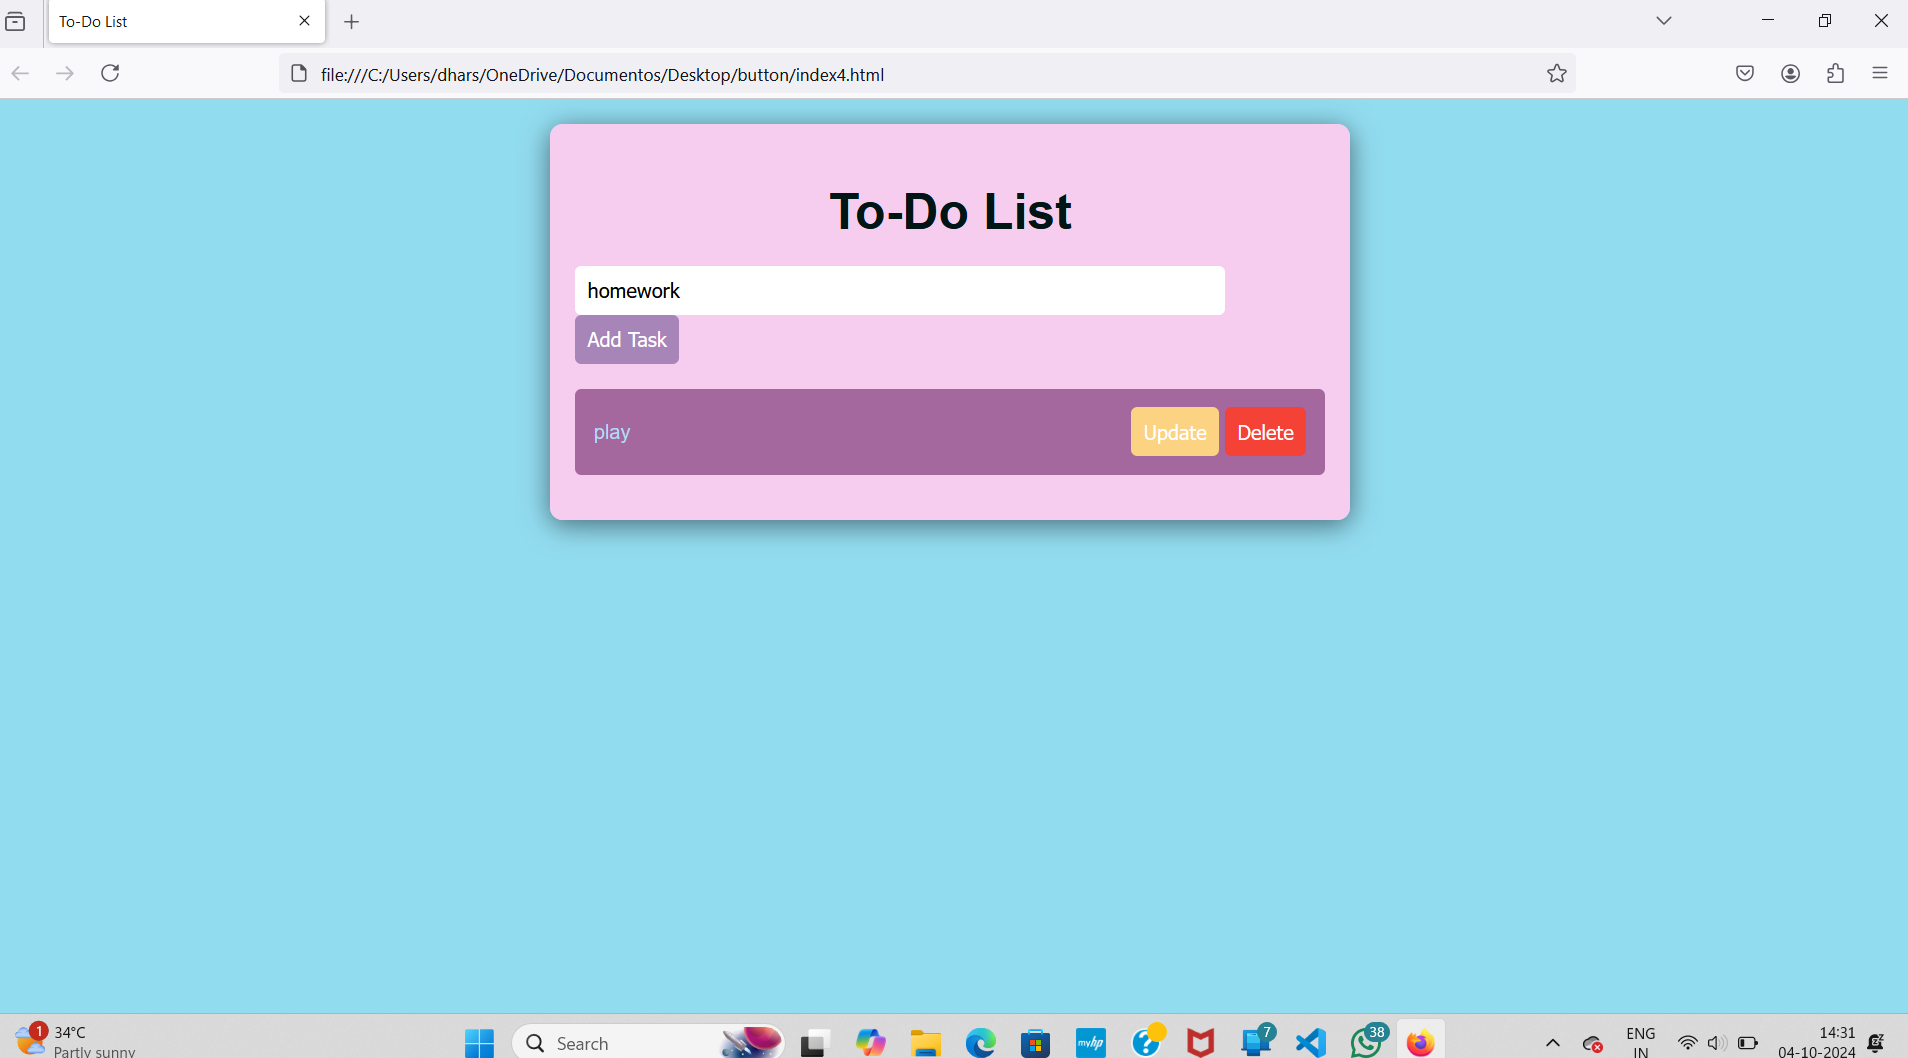 To-Do List
file:///C:/Users/dhars/OneDrive/Documentos/Desktop/button/index4.html
To-Do List
homework
Add Task
play
Update Delete
1
34°C
Partly sunny
Search
myhp
?
7
38
ENG
IN
14:31
04-10-2024